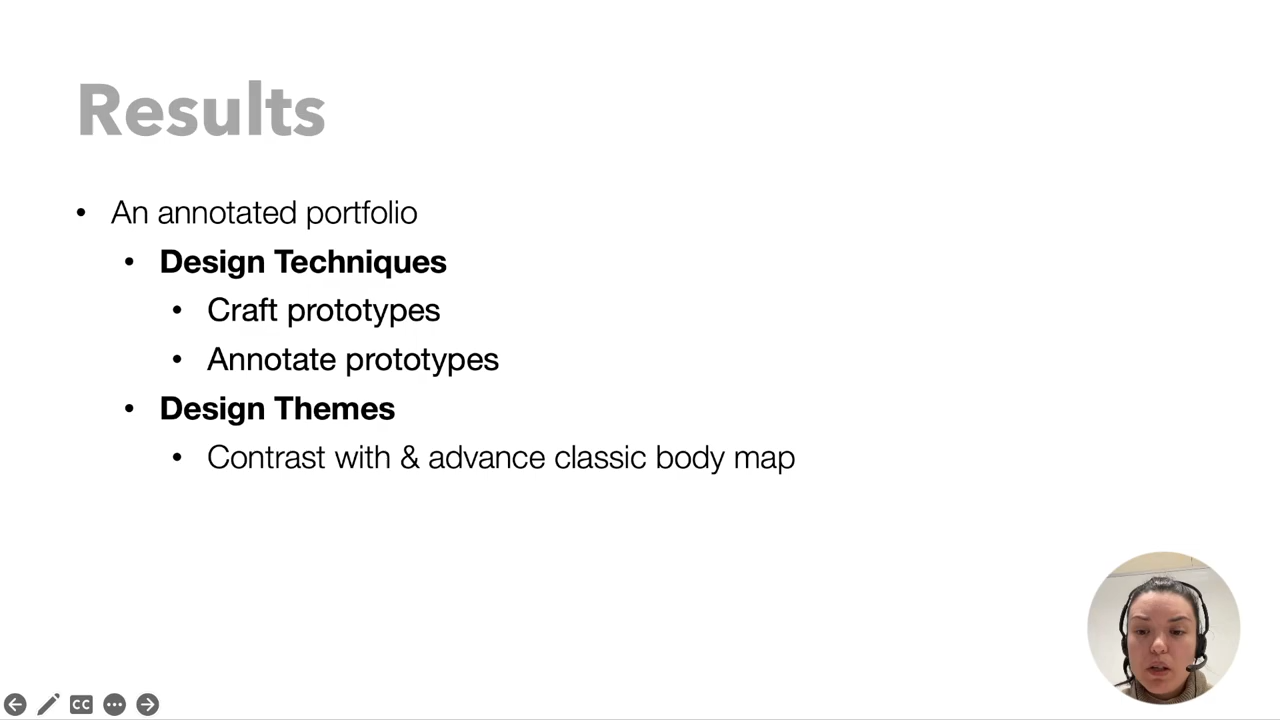 Results
• An annotated portfolio
• Design Techniques
• Craft prototypes
• Annotate prototypes
• Design Themes
• Contrast with & advance classic body map
CC